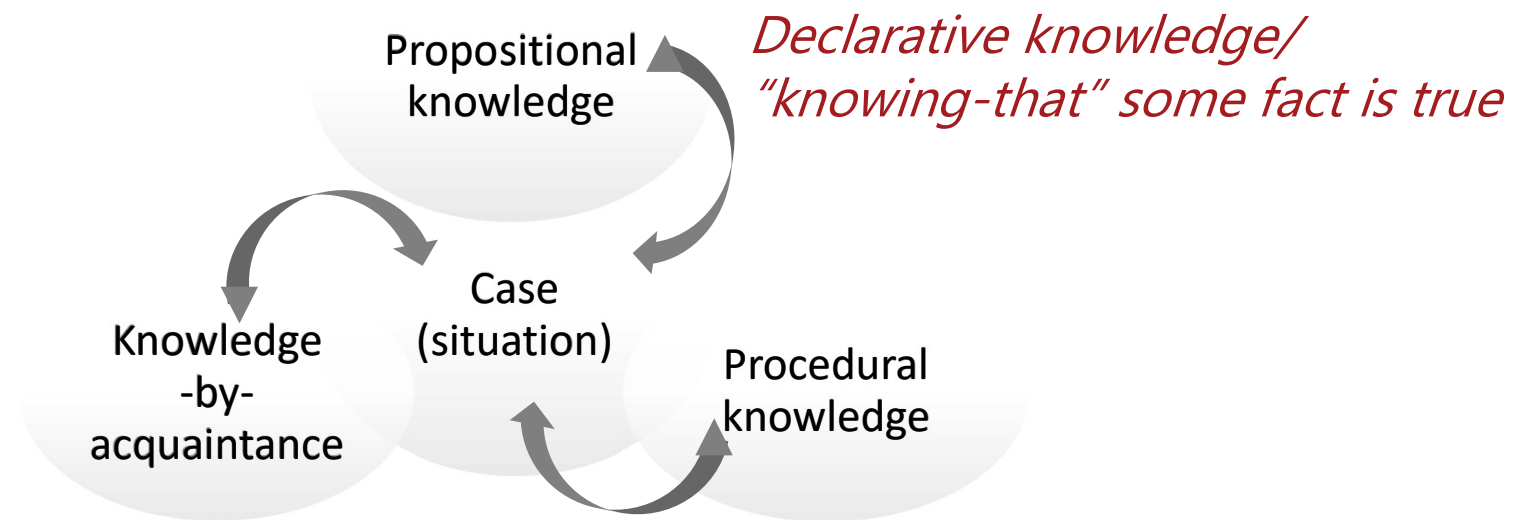 Propositional
knowledge
Declarative knowledge/
“knowing-that” some fact is true
Case
(situation)
Knowledge
-by-
acquaintance
Procedural
knowledge